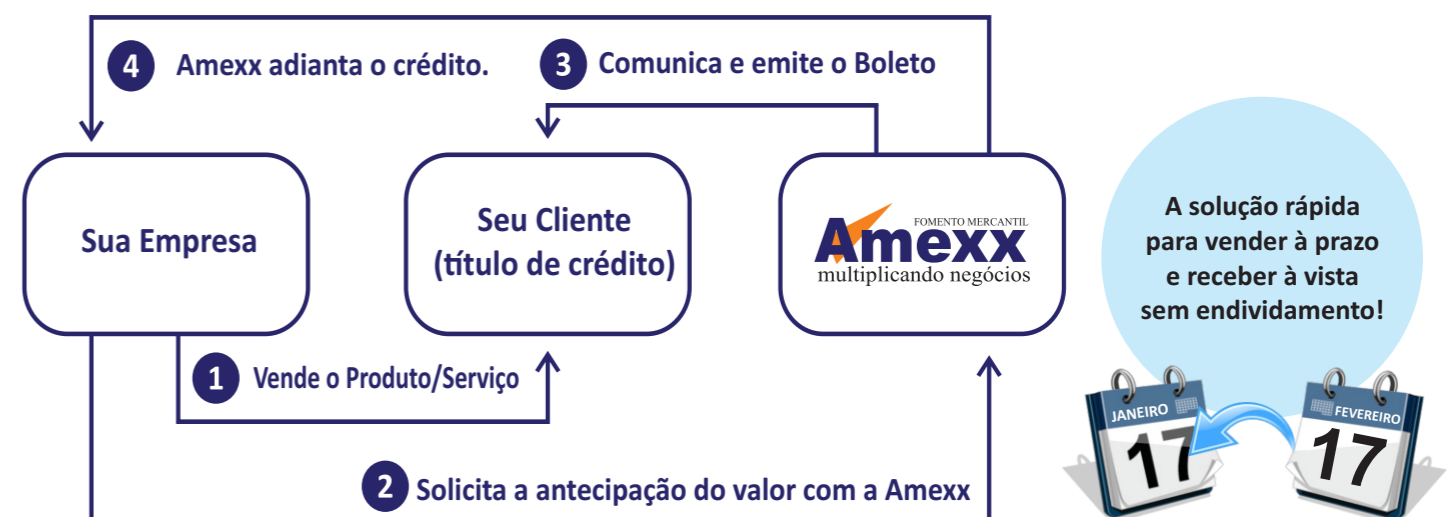 4 Amexx adianta o crédito.
3 Comunica e emite o Boleto
Sua Empresa
Seu Cliente
(título de crédito)
FOMENTO MERCANTIL
Amexx
multiplicando negócios
A solução rápida
para vender à prazo
e receber à vista
sem endividamento!
1 Vende o Produto/Serviço
JANEIRO
17
FEVEREIRO
17
2 Solicita a antecipação do valor com a Amexx